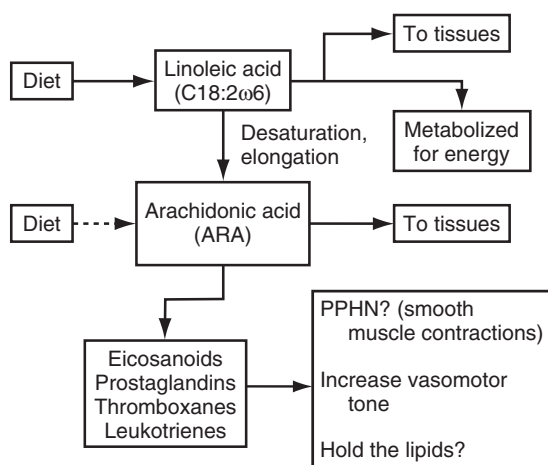 To tissues
Diet
Linoleic acid
(C18:2ω6)
Metabolized
for energy
Desaturation,
elongation
Diet
Arachidonic acid
(ARA)
To tissues
Eicosanoids
Prostaglandins
Thromboxanes
Leukotrienes
PPHN? (smooth
muscle contractions)
Increase vasomotor
tone
Hold the lipids?